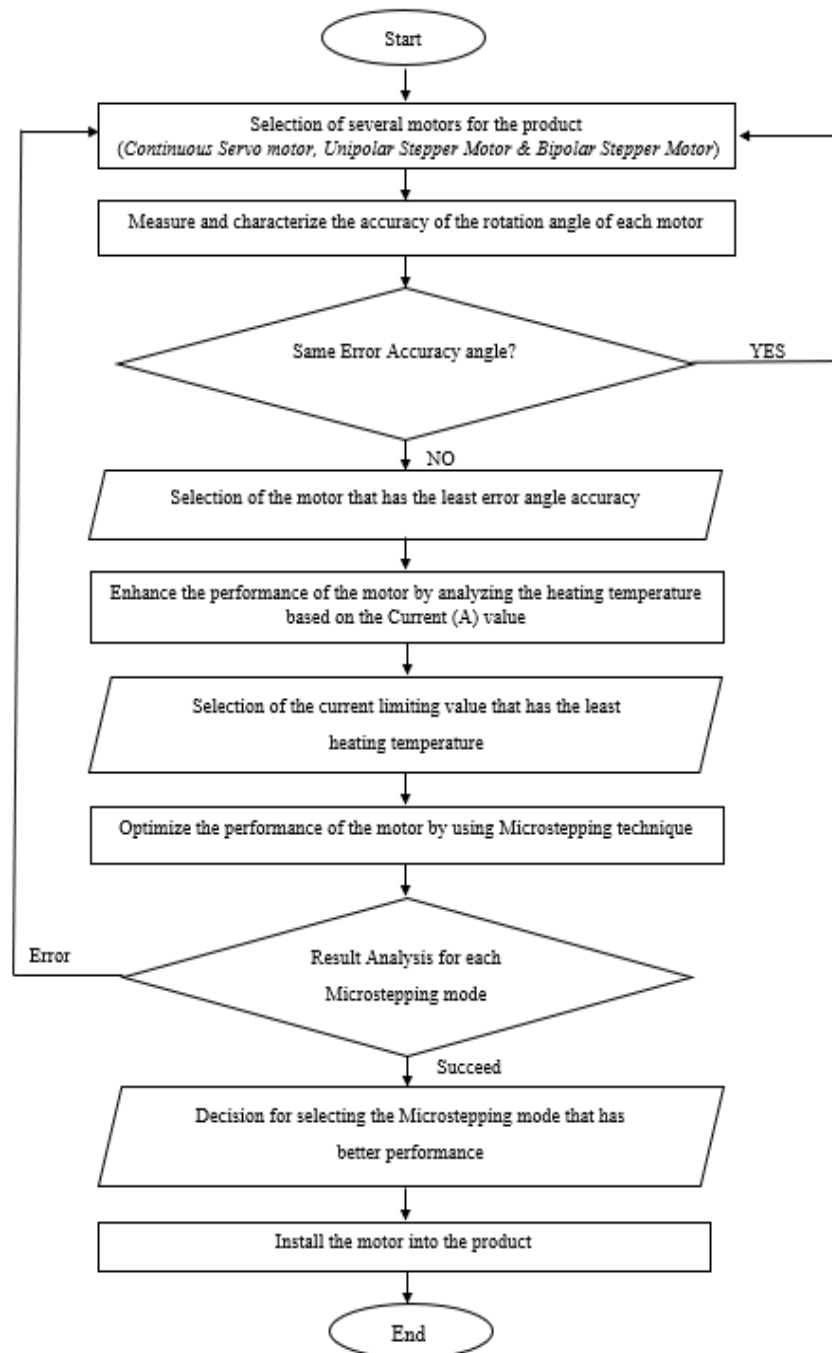 Start
Selection of several motors for the product
(Continuous Servo motor, Unipolar Stepper Motor & Bipolar Stepper Motor)
Measure and characterize the accuracy of the rotation angle of each motor
Same Error Accuracy angle?
YES
NO
Selection of the motor that has the least error angle accuracy
Enhance the performance of the motor by analyzing the heating temperature
based on the Current (A) value
Selection of the current limiting value that has the least
heating temperature
Optimize the performance of the motor by using Microstepping technique
Error
Result Analysis for each
Microstepping mode
Succeed
Decision for selecting the Microstepping mode that has
better performance
Install the motor into the product
End